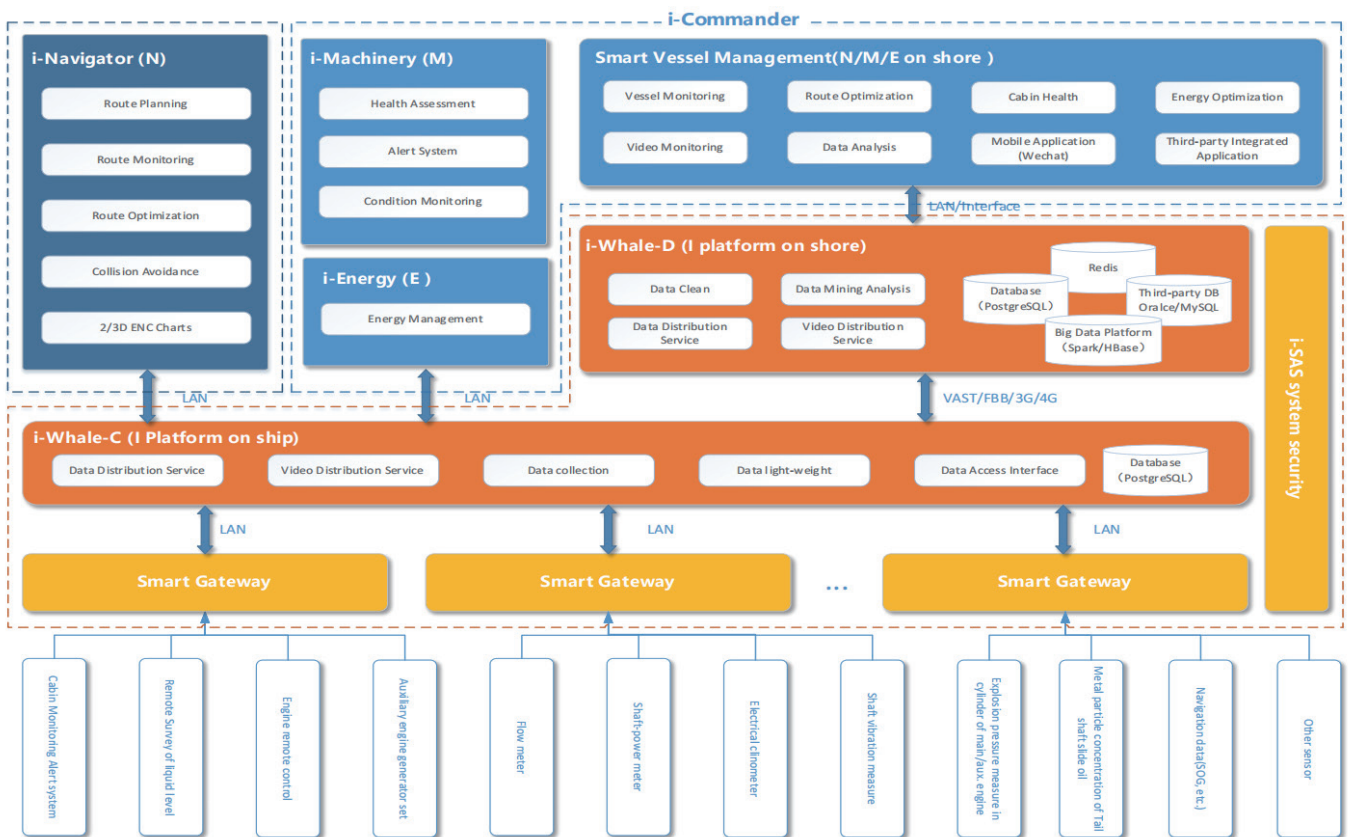 i-Commander
i-Navigator (N)
Route Planning
Route Monitoring
Route Optimization
Collision Avoidance
2/3D ENC Charts
i-Machinery (M)
Health Assessment
Alert System
Condition Monitoring
i-Energy (E )
Energy Management
Smart Vessel Management(N/M/E on shore )
Vessel Monitoring
Route Optimization
Cabin Health
Energy Optimization
Video Monitoring
Data Analysis
Mobile Application
(Wechat)
Third-party Integrated
Application
LAN/Interface
i-Whale-D (I platform on shore)
Data Clean
Data Mining Analysis
Data Distribution
Service
Video Distribution
Service
Redis
Database
(PostgreSQL)
Third-party DB
Oralce/MySQL
Big Data Platform
(Spark/HBase)
i-SAS system security
LAN
LAN
VAST/FBB/3G/4G
i-Whale-C (I Platform on ship)
Data Distribution Service
Video Distribution Service
Data collection
Data light-weight
Data Access Interface
Database
(PostgreSQL)
LAN
LAN
LAN
Smart Gateway
Smart Gateway
...
Smart Gateway
Cabin Monitoring Alert system
Remote Survey of liquid level
Engine remote control
Auxiliary engine generator set
Flow meter
Shaft-power meter
Electrical clinometer
Shaft vibration measure
Explosion pressure measure in
cylinder of main/aux. engine
Metal particle concentration of Tail
shaft slide oil
Navigation data(SOG, etc.)
Other sensor